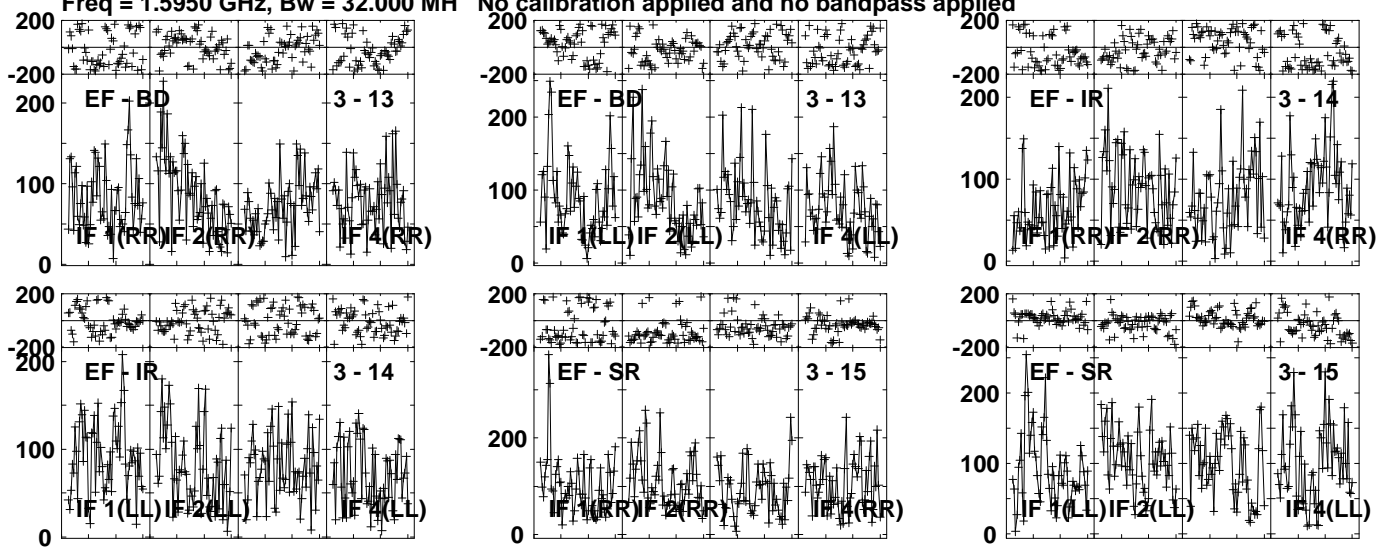 Freq = 1.5950 GHz, Bw = 32.000 MH No calibration applied and no bandpass applied
200
-200
200
100
0
EF - BD 3 - 13
IF 1(RR) IF 2(RR) IF 4(RR)
200
-200
200
100
0
EF - BD 3 - 13
IF 1(LL) IF 2(LL) IF 4(LL)
200
-200
200
100
0
EF - IR 3 - 14
IF 1(RR) IF 2(RR) IF 4(RR)
200
-200
200
100
0
EF - IR 3 - 14
IF 1(LL) IF 2(LL) IF 4(LL)
200
-200
200
0
EF - SR 3 - 15
IF 1(RR) IF 2(RR) IF 4(RR)
200
-200
200
100
0
EF - SR 3 - 15
IF 1(LL) IF 2(LL) IF 4(LL)